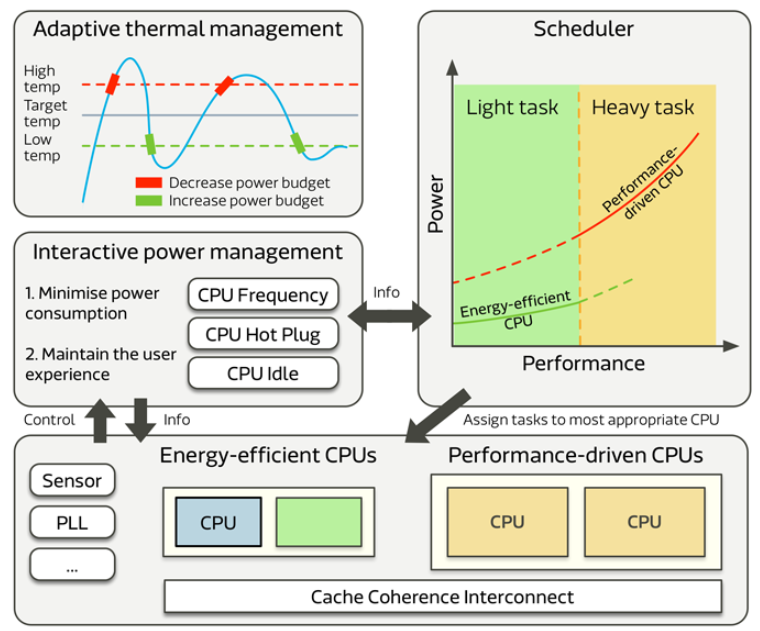 Adaptive thermal management
High
temp
Target
temp
Low
temp
Decrease power budget
Increase power budget
Scheduler
Light task
Heavy task
Power
Performance-
driven CPU
Energy-efficient
CPU
Performance
Interactive power management
1. Minimise power
consumption
2. Maintain the user
experience
CPU Frequency
CPU Hot Plug
CPU Idle
Info
Control
Info
Assign tasks to most appropriate CPU
Energy-efficient CPUs
Performance-driven CPUs
Sensor
PLL
...
CPU
CPU
CPU
Cache Coherence Interconnect